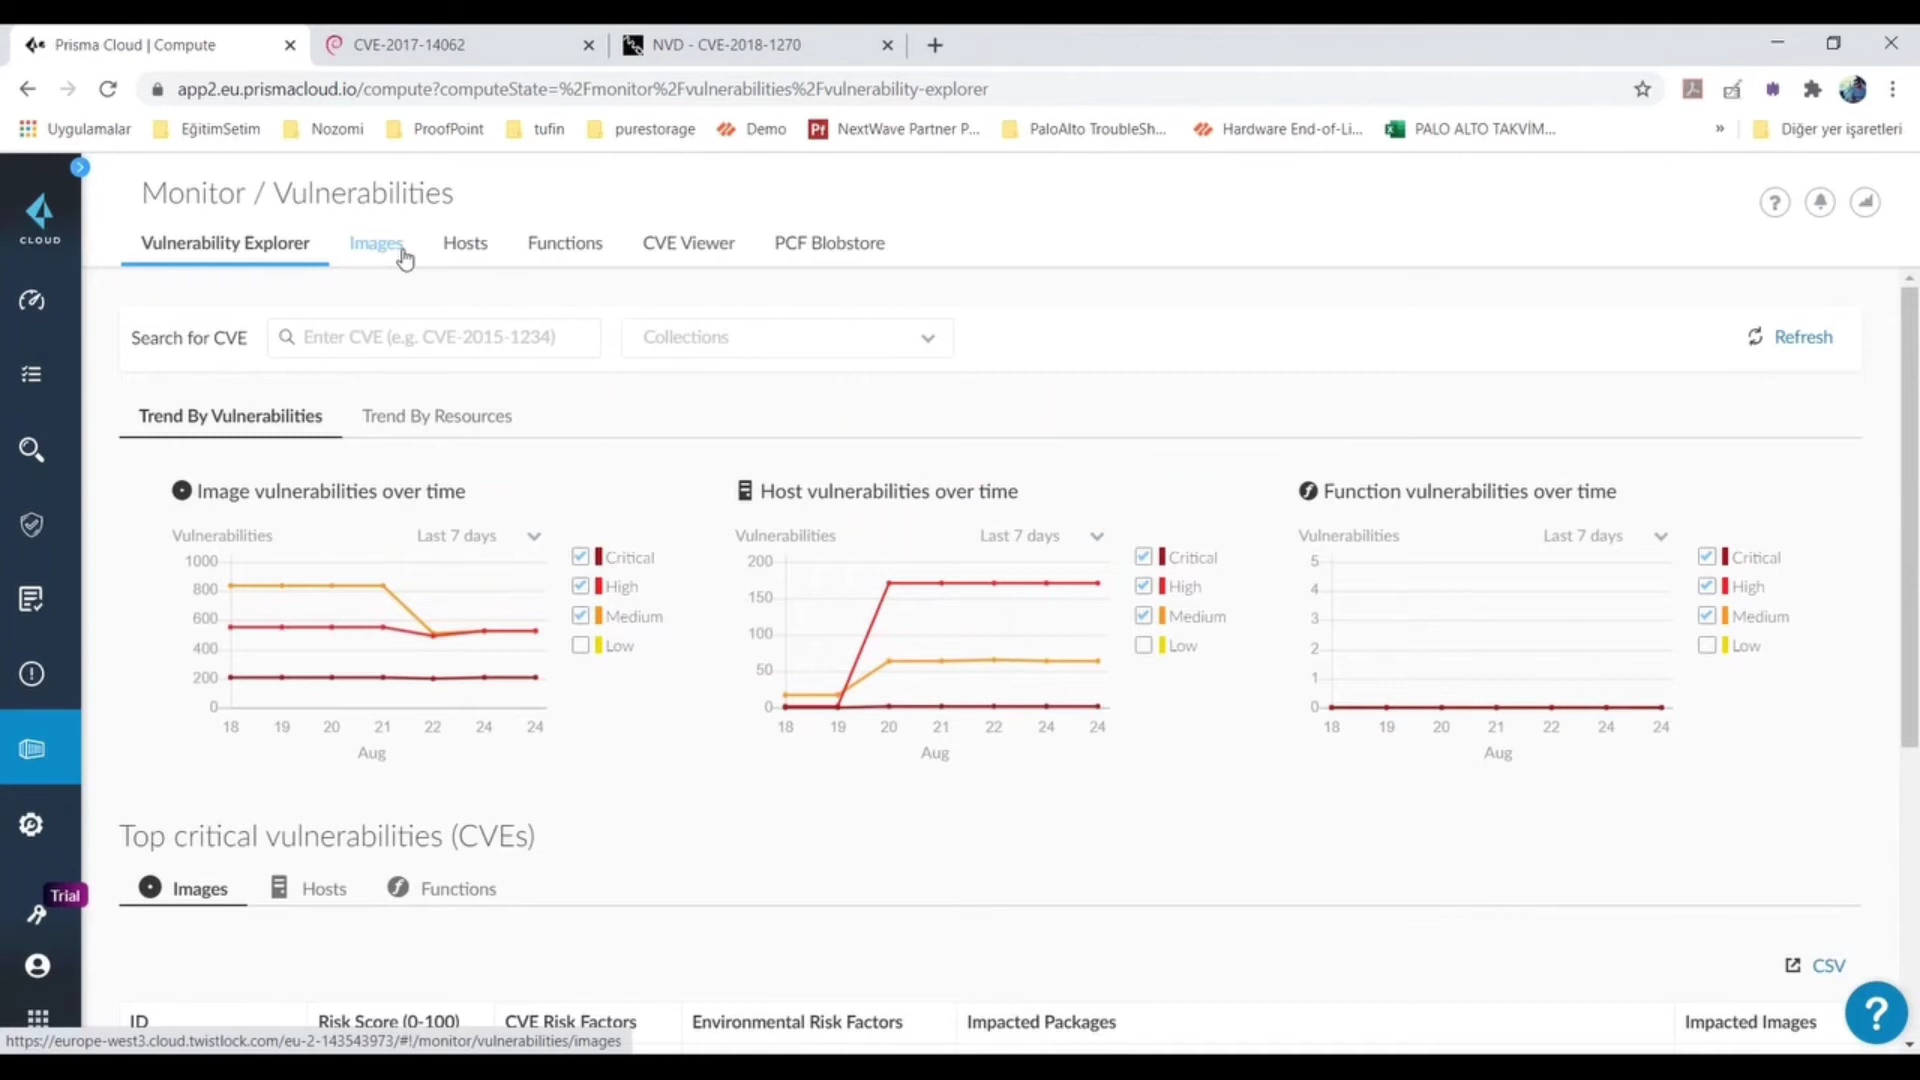 Prisma Cloud | Compute
CVE-2017-14062
NVD - CVE-2018-1270
app2.eu.prismacloud.io/compute?computeState=%2Fmonitor%2Fvulnerabilities%2Fvulnerability-explorer
Uygulamalar EğitimSetim Nozomi ProofPoint tufin purestorage Demo NextWave Partner P... PaloAlto TroubleSh... Hardware End-of-Li... PALO ALTO TAKVİM... » Diğer yer işaretleri
CLOUD
Monitor / Vulnerabilities
Vulnerability Explorer Images Hosts Functions CVE Viewer PCF Blobstore
Search for CVE Enter CVE (e.g. CVE-2015-1234) Collections Refresh
Trend By Vulnerabilities Trend By Resources
Image vulnerabilities over time
Vulnerabilities Last 7 days
1000
800
600
400
200
0
18 19 20 21 22 24 24
Aug
Critical
High
Medium
Low
Host vulnerabilities over time
Vulnerabilities Last 7 days
200
150
100
50
0
18 19 20 21 22 24 24
Aug
Critical
High
Medium
Low
Function vulnerabilities over time
Vulnerabilities Last 7 days
5
4
3
2
1
0
18 19 20 21 22 24 24
Aug
Critical
High
Medium
Low
Top critical vulnerabilities (CVEs)
Images Hosts Functions
Trial
CSV
ID Risk Score (0-100) CVE Risk Factors Environmental Risk Factors Impacted Packages Impacted Images
https://europe-west3.cloud.twistlock.com/eu-2-143543973/#!/monitor/vulnerabilities/images